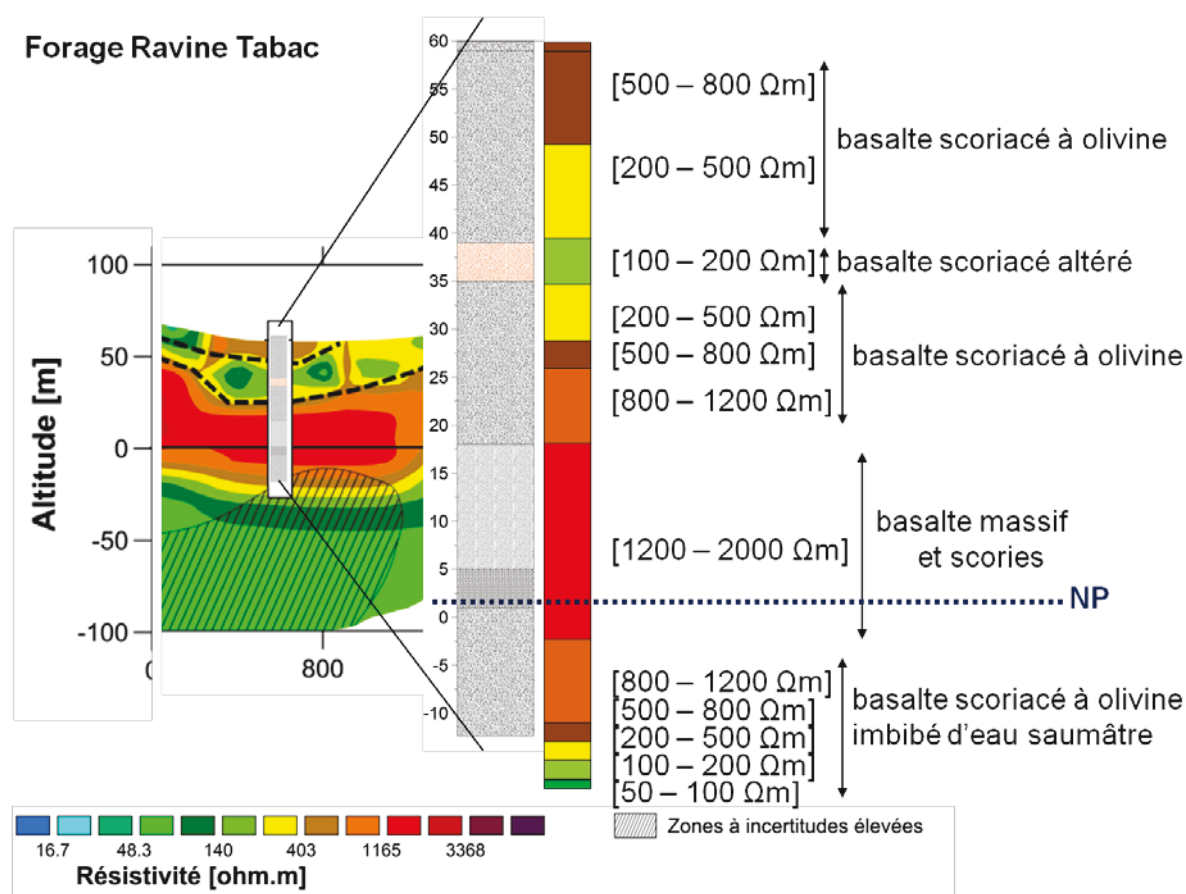 Forage Ravine Tabac
Altitude [m]
100
50
0
-50
-100
800
60
55
50
45
40
35
30
25
20
15
10
5
0
-5
-10
[500 – 800 Ωm]
[200 – 500 Ωm]
basalte scoriacé à olivine
[100 – 200 Ωm]
basalte scoriacé altéré
[200 – 500 Ωm]
[500 – 800 Ωm]
basalte scoriacé à olivine
[800 – 1200 Ωm]
basalte massif
et scories
[1200 – 2000 Ωm]
NP
[800 – 1200 Ωm]
[500 – 800 Ωm]
[200 – 500 Ωm]
[100 – 200 Ωm]
[50 – 100 Ωm]
basalte scoriacé à olivine
imbibé d'eau saumâtre
16.7 48.3 140 403 1165 3368
Résistivité [ohm.m]
Zones à incertitudes élevées